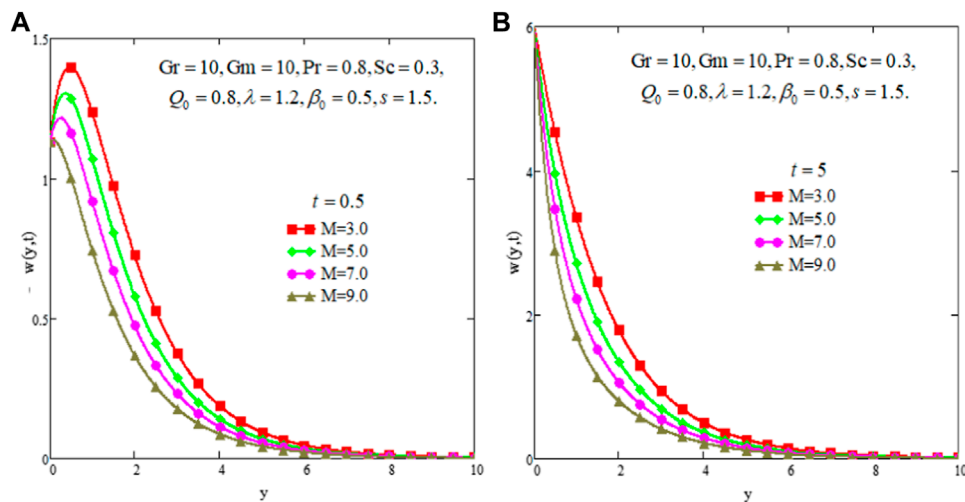 A
1.5
1
0.5
0
w(y,t)
Gr = 10, Gm = 10, Pr = 0.8, Sc = 0.3,
Q₀ = 0.8, λ = 1.2, β₀ = 0.5, s = 1.5.
t = 0.5
M=3.0
M=5.0
M=7.0
M=9.0
0 2 4 6 8 10
y
B
6
4
2
0
w(y,t)
Gr = 10, Gm = 10, Pr = 0.8, Sc = 0.3,
Q₀ = 0.8, λ = 1.2, β₀ = 0.5, s = 1.5.
t = 5
M=3.0
M=5.0
M=7.0
M=9.0
0 2 4 6 8 10
y